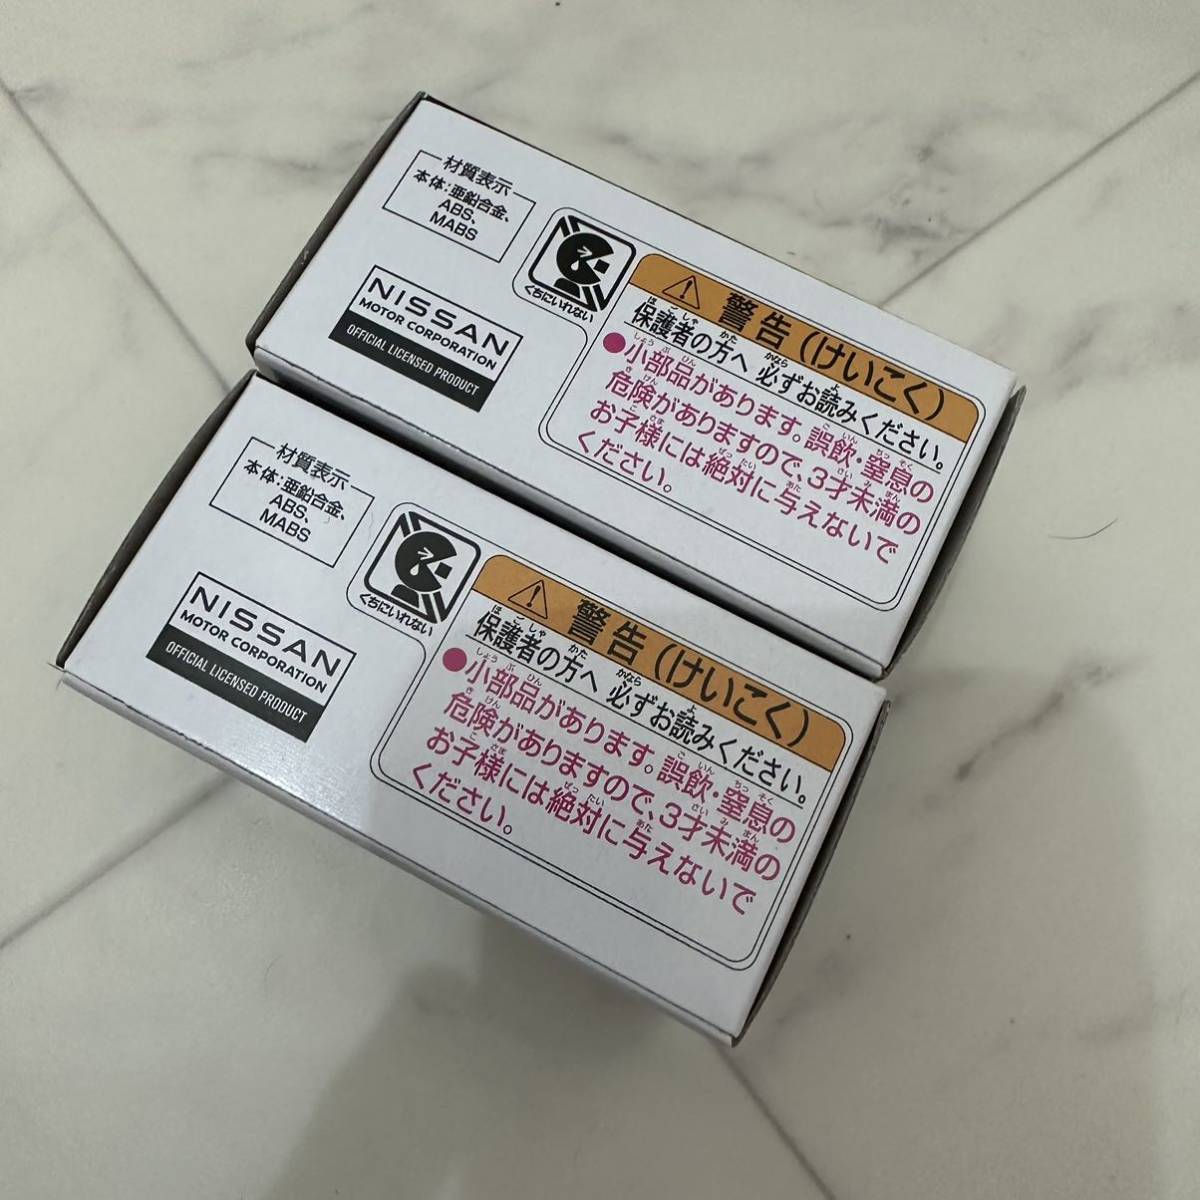 材質表示
本体：亜鉛合金、
ABS、
MABS
NISSAN
MOTOR CORPORATION
OFFICIAL LICENSED PRODUCT
くちにいれない
警告（けいこく）
保護者の方へ 必ずお読みください。
●小部品があります。誤飲・窒息の
危険がありますので、3才未満の
お子様には絶対に与えないで
ください。
材質表示
本体：亜鉛合金、
ABS、
MABS
NISSAN
MOTOR CORPORATION
OFFICIAL LICENSED PRODUCT
くちにいれない
警告（けいこく）
保護者の方へ 必ずお読みください。
●小部品があります。誤飲・窒息の
危険がありますので、3才未満の
お子様には絶対に与えないで
ください。